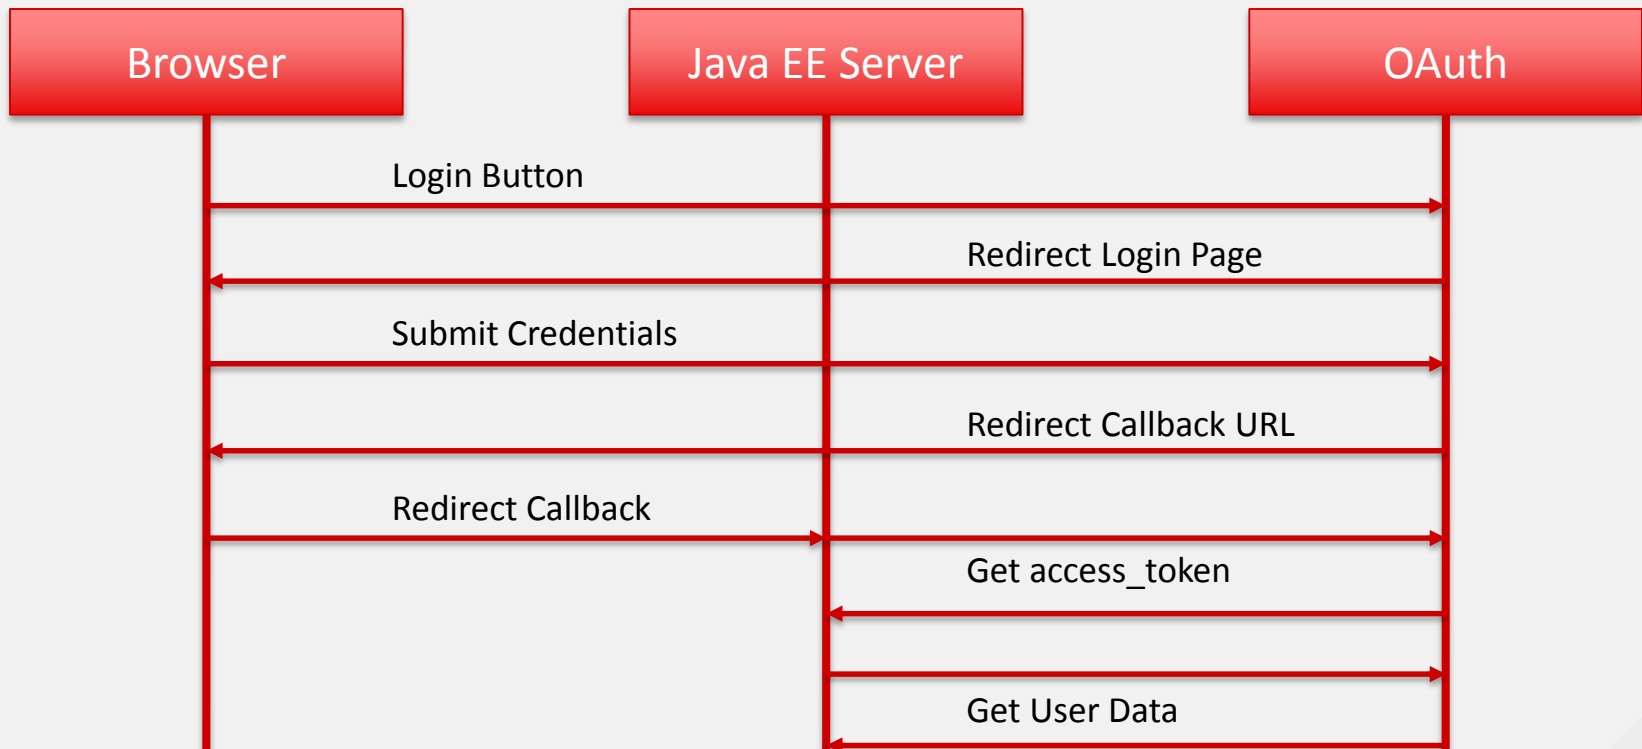 Browser
Java EE Server
OAuth
Login Button
Redirect Login Page
Submit Credentials
Redirect Callback URL
Redirect Callback
Get access_token
Get User Data